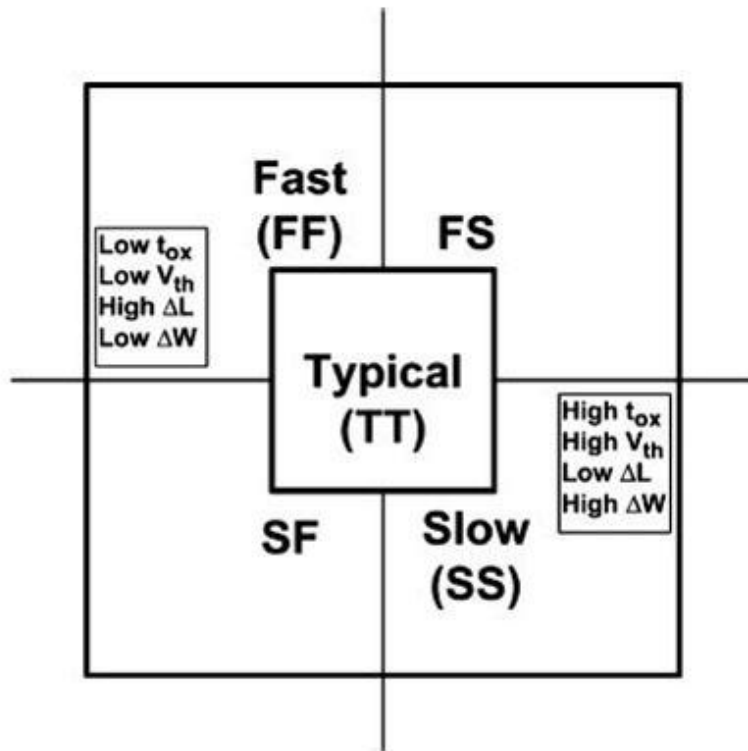 Fast
(FF)
FS
Low tox
Low Vth
High ΔL
Low ΔW
Typical
(TT)
High tox
High Vth
Low ΔL
High ΔW
SF
Slow
(SS)